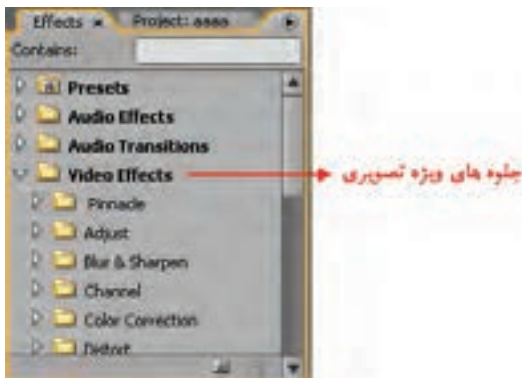 Effects × Project: aaaa
Contains:
Presets
Audio Effects
Audio Transitions
Video Effects
جلوه های ویژه تصویری
Pinnacle
Adjust
Blur & Sharpen
Channel
Color Correction
Distort